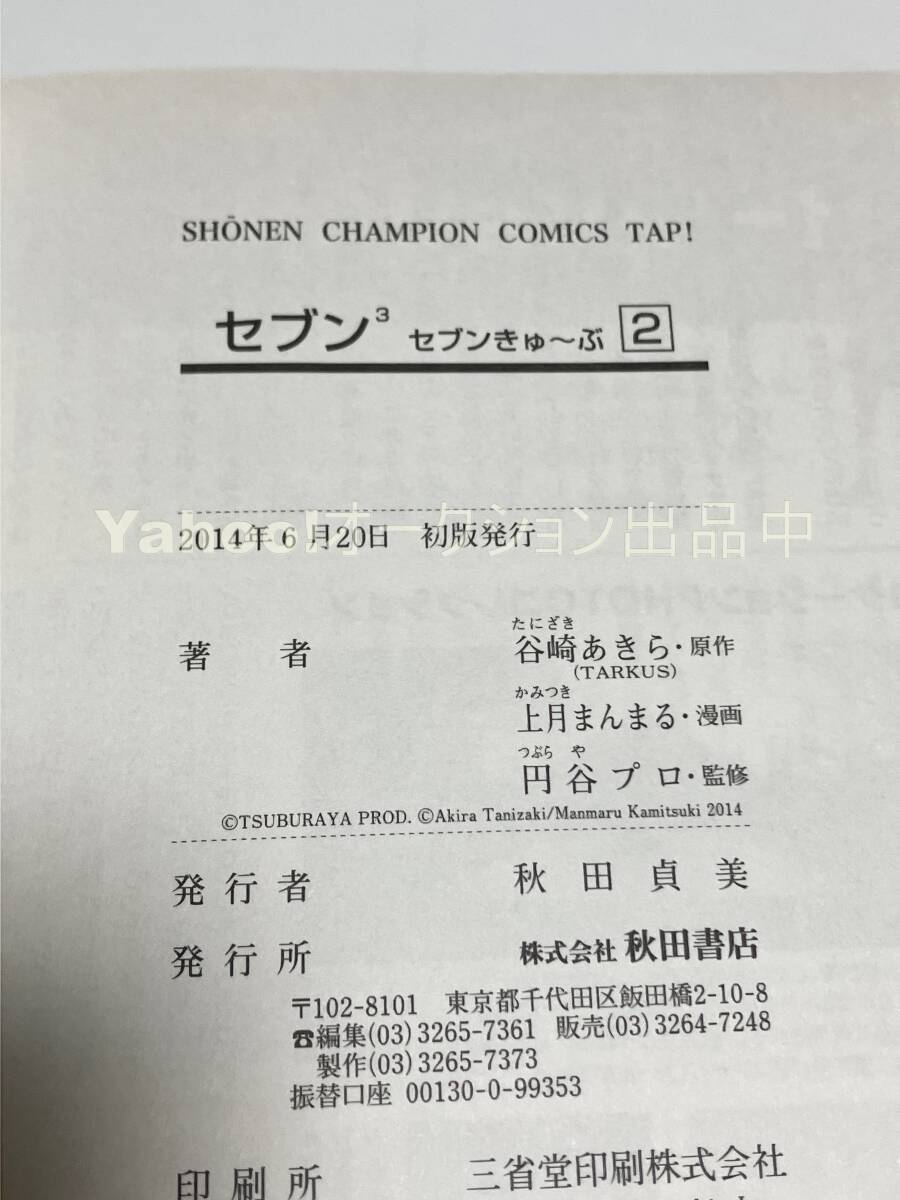 SHŌNEN CHAMPION COMICS TAP!
セブン³ セブンきゅ〜ぶ 2
Yahoo!オークション出品中
2014年6月20日 初版発行
たにざき
著者 谷崎あきら・原作
(TARKUS)
かみつき
上月まんまる・漫画
つぶらや
円谷プロ・監修
©TSUBURAYA PROD. ©Akira Tanizaki/Manmaru Kamitsuki 2014
発行者 秋田貞美
発行所 株式会社 秋田書店
〒102-8101 東京都千代田区飯田橋2-10-8
☎編集(03)3265-7361 販売(03)3264-7248
製作(03)3265-7373
振替口座 00130-0-99353
印刷所 三省堂印刷株式会社